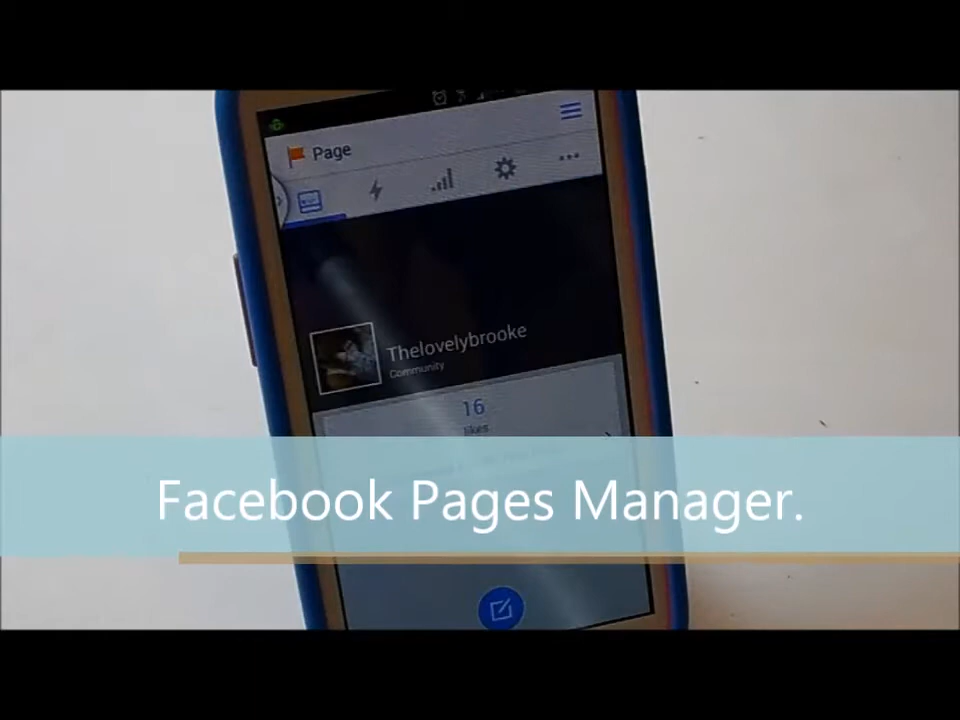 Page
Thelovelybrooke
Community
16
likes
Facebook Pages Manager.